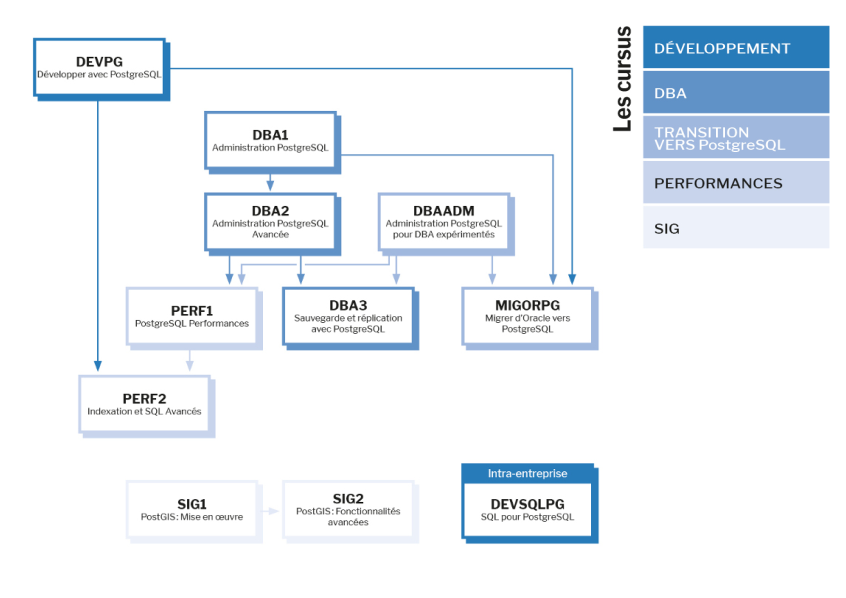 DEVPG
Développer avec PostgreSQL
DBA1
Administration PostgreSQL
DBA2
Administration PostgreSQL
Avancée
DBAADM
Administration PostgreSQL
pour DBA expérimentés
PERF1
PostgreSQL Performances
DBA3
Sauvegarde et réplication
avec PostgreSQL
MIGORPG
Migrer d'Oracle vers
PostgreSQL
PERF2
Indexation et SQL Avancés
SIG1
PostGIS : Mise en œuvre
SIG2
PostGIS : Fonctionnalités
avancées
Intra-entreprise
DEVSQLPG
SQL pour PostgreSQL
Les cursus
DÉVELOPPEMENT
DBA
TRANSITION
VERS PostgreSQL
PERFORMANCES
SIG